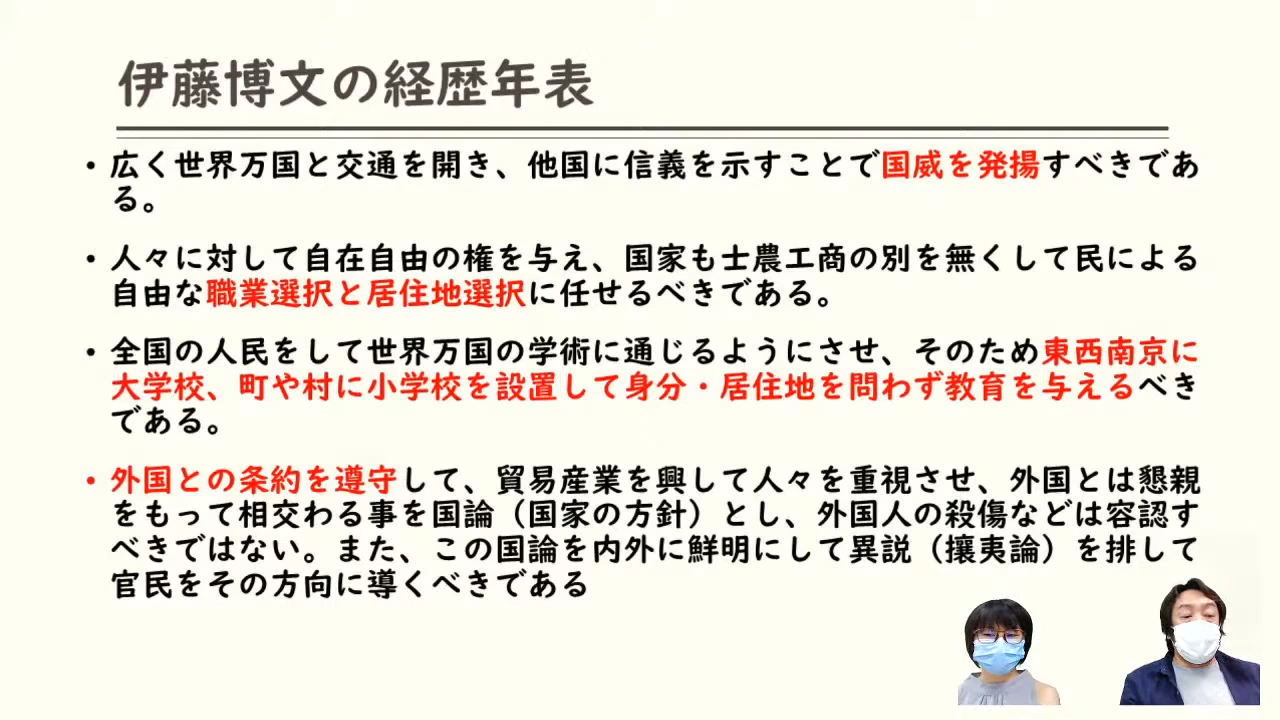 伊藤博文の経歴年表
• 広く世界万国と交通を開き、他国に信義を示すことで国威を発揚すべきであ
る。
• 人々に対して自在自由の権を与え、国家も士農工商の別を無くして民による
自由な職業選択と居住地選択に任せるべきである。
• 全国の人民をして世界万国の学術に通じるようにさせ、そのため東西南京に
大学校、町や村に小学校を設置して身分・居住地を問わず教育を与えるべき
である。
• 外国との条約を遵守して、貿易産業を興して人々を重視させ、外国とは懇親
をもって相交わる事を国論（国家の方針）とし、外国人の殺傷などは容認す
べきではない。また、この国論を内外に鮮明にして異説（攘夷論）を排して
官民をその方向に導くべきである